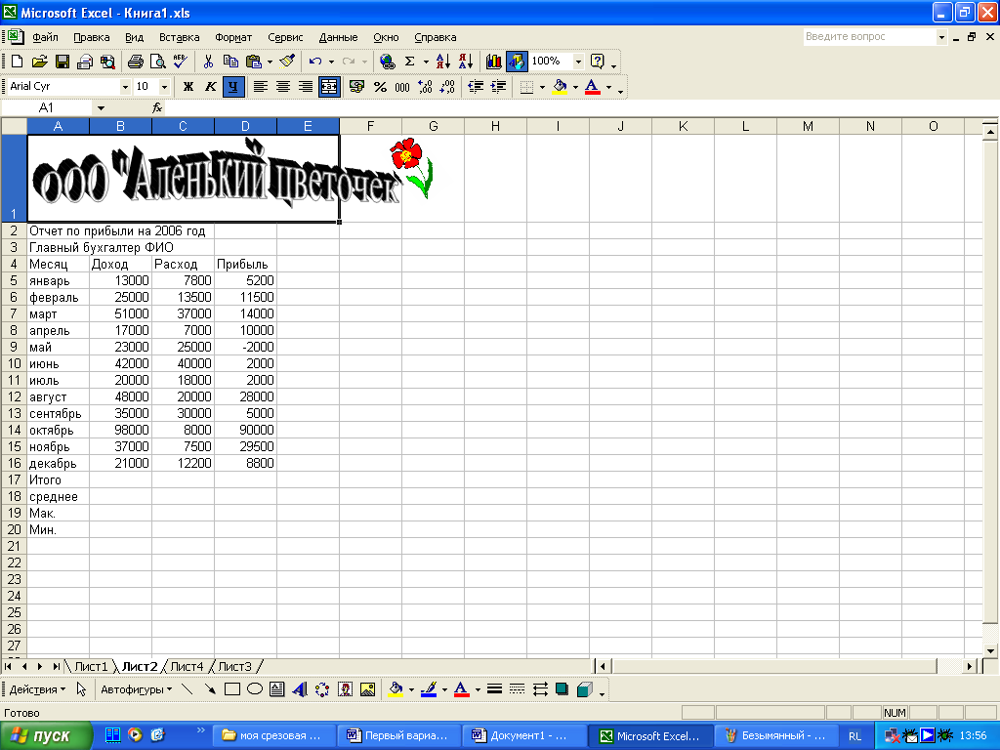 Microsoft Excel - Книга1.xls
Файл Правка Вид Вставка Формат Сервис Данные Окно Справка Введите вопрос
100%
Arial Cyr 10 Ж К Ч % 000
A1 fx
A B C D E F G H I J K L M N O
1 ООО "Аленький цветочек"
2 Отчет по прибыли на 2006 год
3 Главный бухгалтер ФИО
4 Месяц Доход Расход Прибыль
5 январь 13000 7800 5200
6 февраль 25000 13500 11500
7 март 51000 37000 14000
8 апрель 17000 7000 10000
9 май 23000 25000 -2000
10 июнь 42000 40000 2000
11 июль 20000 18000 2000
12 август 48000 20000 28000
13 сентябрь 35000 30000 5000
14 октябрь 98000 8000 90000
15 ноябрь 37000 7500 29500
16 декабрь 21000 12200 8800
17 Итого
18 среднее
19 Мак.
20 Мин.
21
22
23
24
25
26
27
Лист1 Лист2 Лист4 Лист3
Действия Автофигуры
Готово NUM
пуск моя срезовая ... Первый вариа... Документ1 - ... Microsoft Excel... Безымянный - ... RL 13:56